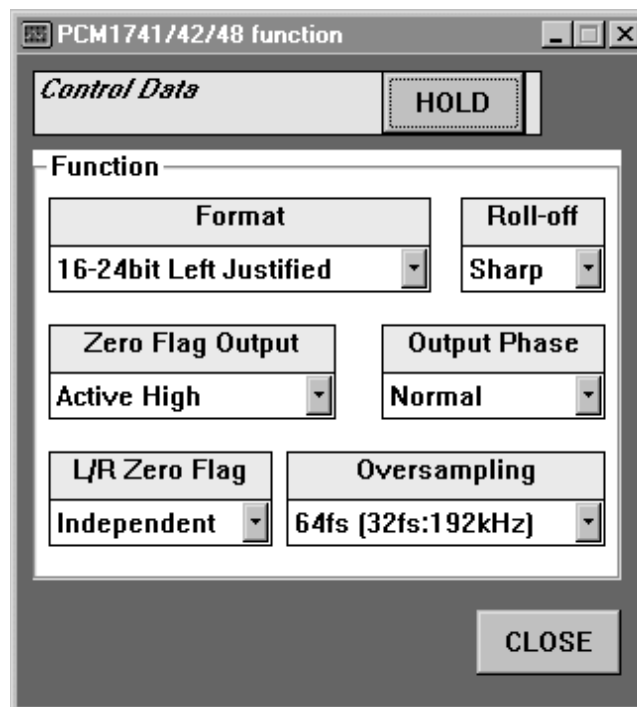 PCM1741/42/48 function
Control Data
HOLD
Function
Format
Roll-off
16-24bit Left Justified
Sharp
Zero Flag Output
Output Phase
Active High
Normal
L/R Zero Flag
Oversampling
Independent
64fs (32fs:192kHz)
CLOSE